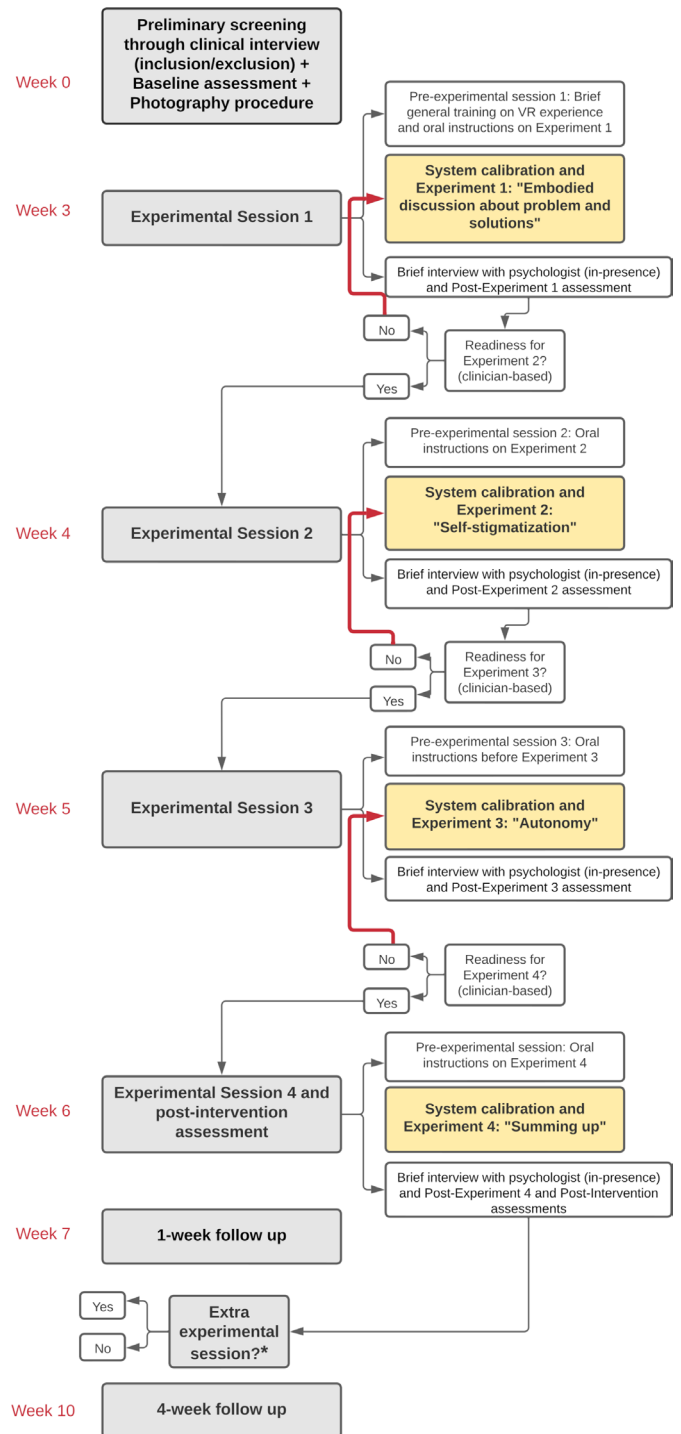 Week 0
Preliminary screening
through clinical interview
(inclusion/exclusion) +
Baseline assessment +
Photography procedure
Pre-experimental session 1: Brief
general training on VR experience
and oral instructions on Experiment 1
Week 3
Experimental Session 1
System calibration and
Experiment 1: "Embodied
discussion about problem and
solutions"
Brief interview with psychologist (in-presence)
and Post-Experiment 1 assessment
No
Readiness for
Experiment 2?
(clinician-based)
Yes
Pre-experimental session 2: Oral
instructions on Experiment 2
Week 4
Experimental Session 2
System calibration and
Experiment 2:
"Self-stigmatization"
Brief interview with psychologist (in-presence)
and Post-Experiment 2 assessment
No
Readiness for
Experiment 3?
(clinician-based)
Yes
Pre-experimental session 3: Oral
instructions before Experiment 3
Week 5
Experimental Session 3
System calibration and
Experiment 3: "Autonomy"
Brief interview with psychologist (in-presence)
and Post-Experiment 3 assessment
No
Readiness for
Experiment 4?
(clinician-based)
Yes
Pre-experimental session: Oral
instructions on Experiment 4
Week 6
Experimental Session 4 and
post-intervention
assessment
System calibration and
Experiment 4: "Summing up"
Brief interview with psychologist (in-presence)
and Post-Experiment 4 and Post-Intervention
assessments
Week 7
1-week follow up
Yes
No
Extra
experimental
session?*
Week 10
4-week follow up